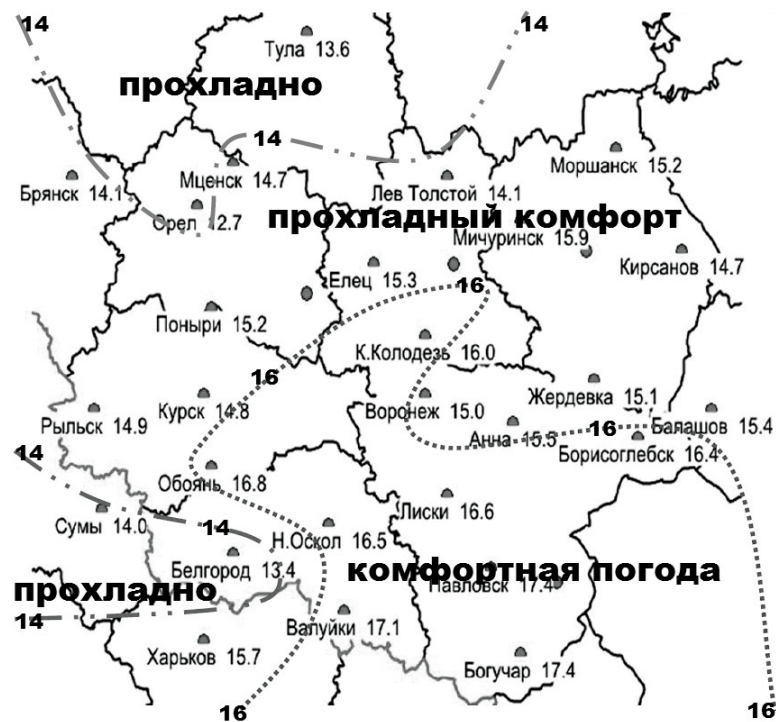 14
14
Тула 13.6
прохладно
14
Моршанск 15.2
Брянск 14.1
Мценск 14.7
Лев Толстой 14.1
Орел 12.7
прохладный комфорт
Мичуринск 15.9
Кирсанов 14.7
Елец 15.3
16
Поныри 15.2
К.Колодезь 16.0
16
Рыльск 14.9
Курск 14.8
Воронеж 15.0
Жердевка 15.1
Балашов 15.4
Анна 15.5
16
Борисоглебск 16.4
14
Обоянь 16.8
Лиски 16.6
Сумы 14.0
14
Н.Оскол 16.5
Белгород 13.4
комфортная погода
прохладно
Павловск 17.4
14
Валуйки 17.1
Харьков 15.7
Богучар 17.4
16
16